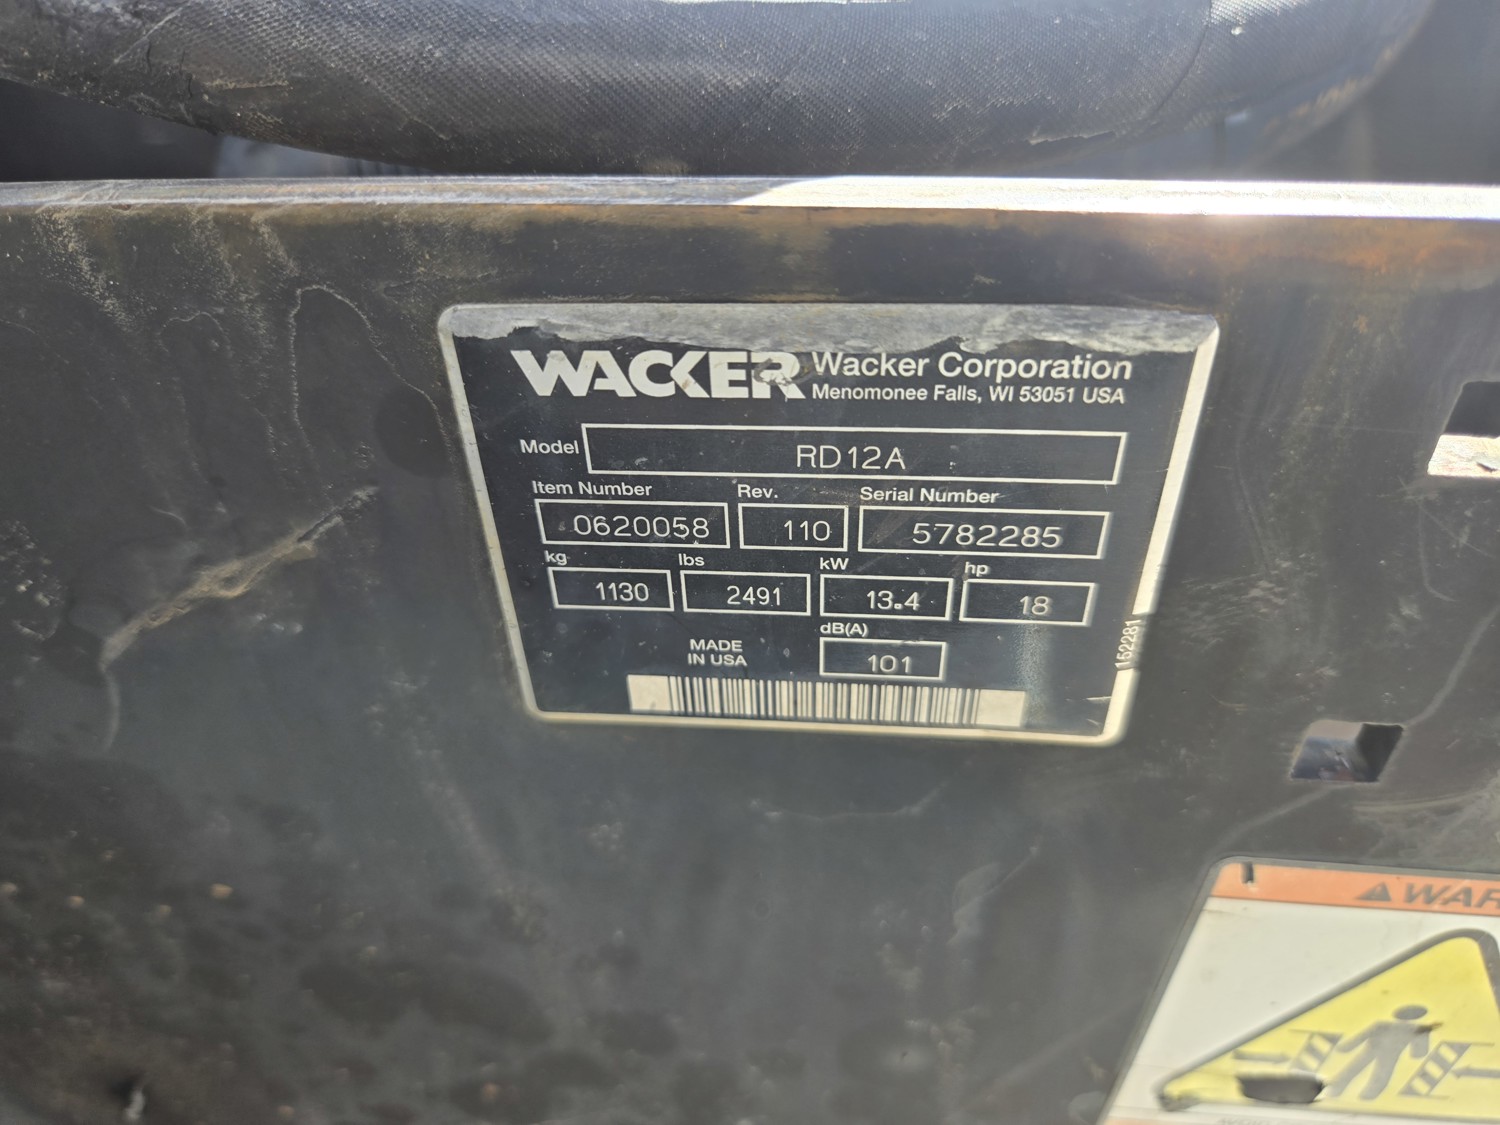 WACKER Wacker Corporation
Menomonee Falls, WI 53051 USA
Model RD12A
Item Number Rev. Serial Number
0620058 110 5782285
kg lbs kW hp
1130 2491 13.4 18
dB(A)
MADE
IN USA
101
152281
WAR